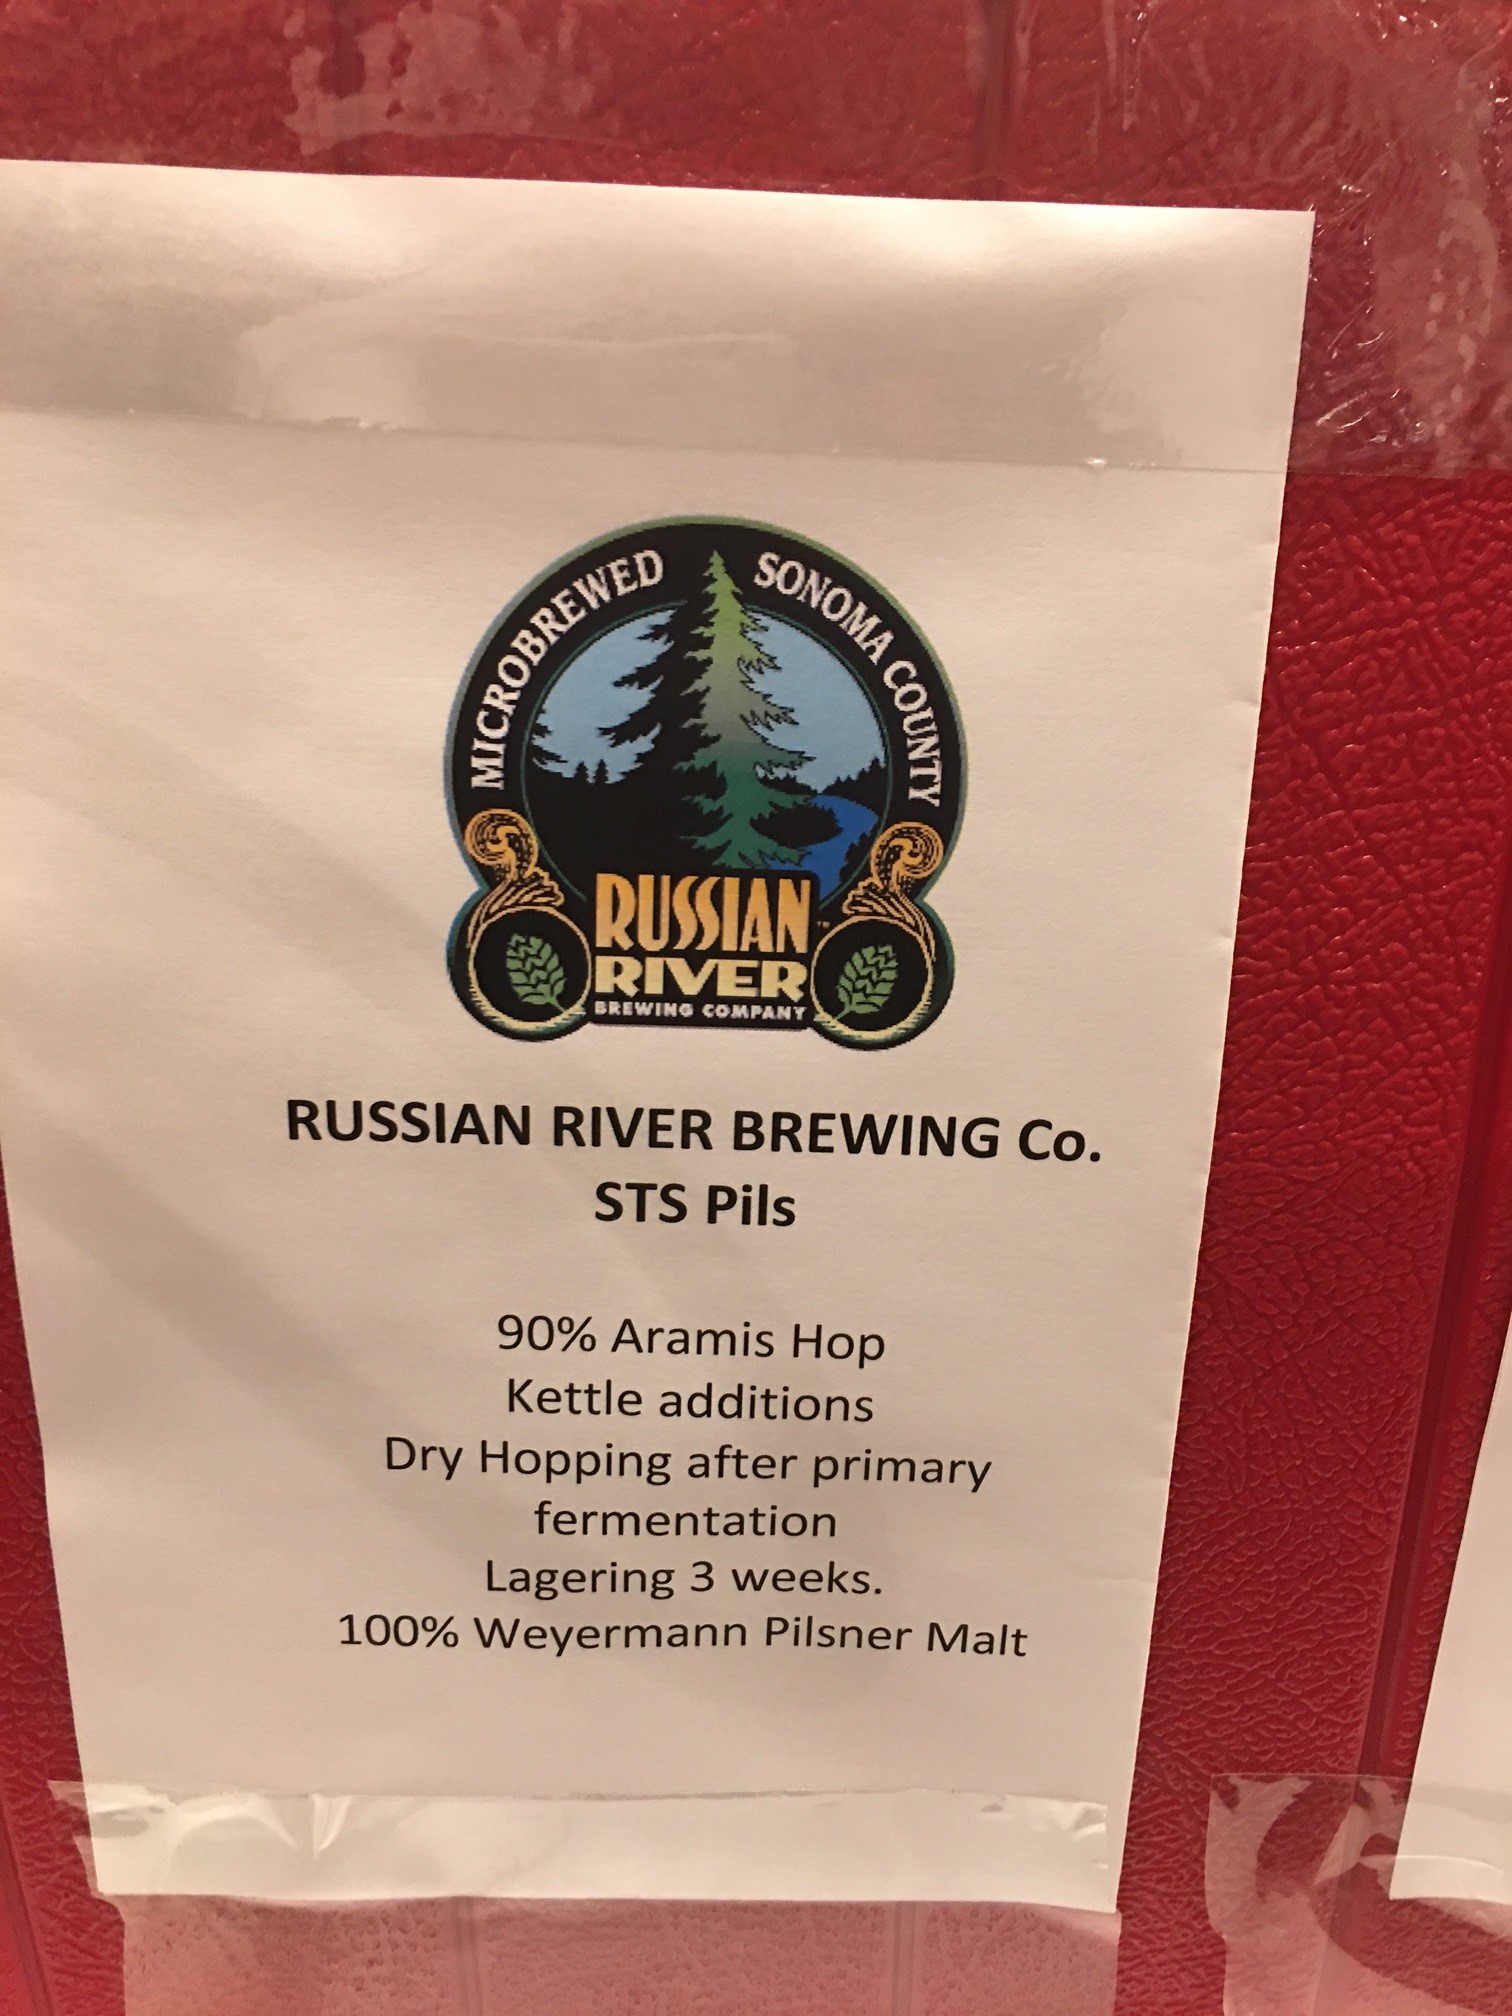 MICROBREWED SONOMA COUNTY
RUSSIAN
RIVER
BREWING COMPANY
RUSSIAN RIVER BREWING Co.
STS Pils
90% Aramis Hop
Kettle additions
Dry Hopping after primary
fermentation
Lagering 3 weeks.
100% Weyermann Pilsner Malt